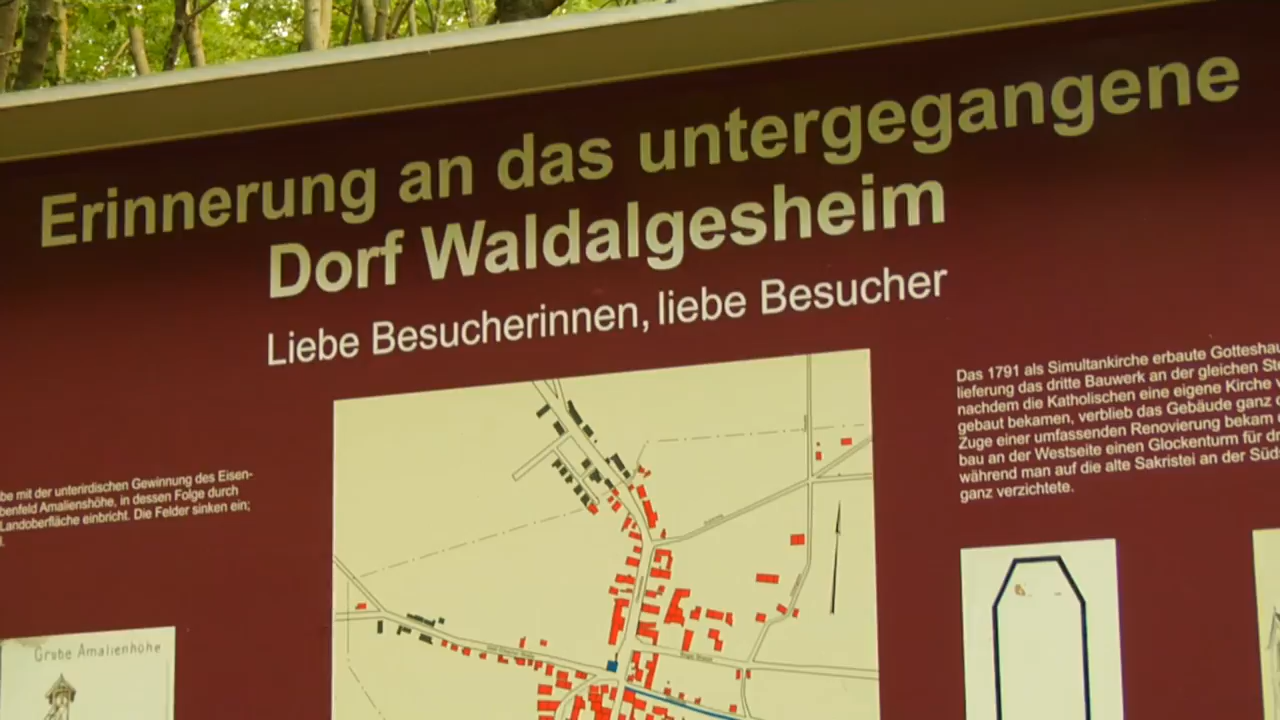 Erinnerung an das untergegangene
Dorf Waldalgesheim
Liebe Besucherinnen, liebe Besucher
be mit der unterirdischen Gewinnung des Eisen-
benfeld Amalienhöhe, in dessen Folge durch
Landoberfläche einbricht. Die Felder sinken ein;
Grube Amalienhöhe
Das 1791 als Simultankirche erbaute Gotteshau
lieferung das dritte Bauwerk an der gleichen
nachdem die Katholischen eine eigene Kirche
gebaut bekamen, verblieb das Gebäude ganz
Zuge einer umfassenden Renovierung bekam
bau an der Westseite einen Glockenturm für
während man auf die alte Sakristei an der Süd
ganz verzichtete.